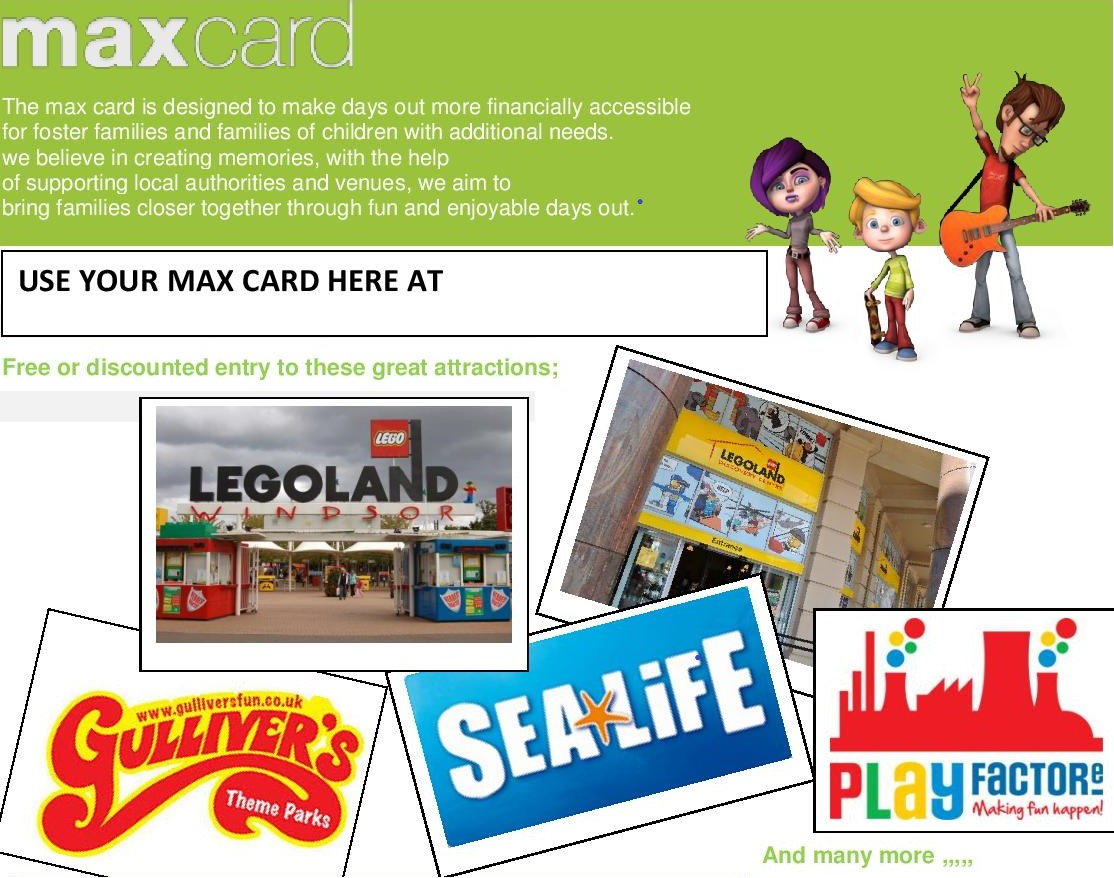 maxcard
The max card is designed to make days out more financially accessible
for foster families and families of children with additional needs.
we believe in creating memories, with the help
of supporting local authorities and venues, we aim to
bring families closer together through fun and enjoyable days out.
USE YOUR MAX CARD HERE AT
Free or discounted entry to these great attractions;
LEGO
LEGOLAND
WINDSOR
LEGO
LEGOLAND
DISCOVERY CENTRE
HELP
Entrance
www.gulliversfun.co.uk
GULLIVER'S
Theme Parks
SEA LiFE
PLay FACTORe
Making fun happen!
And many more ,,,,,